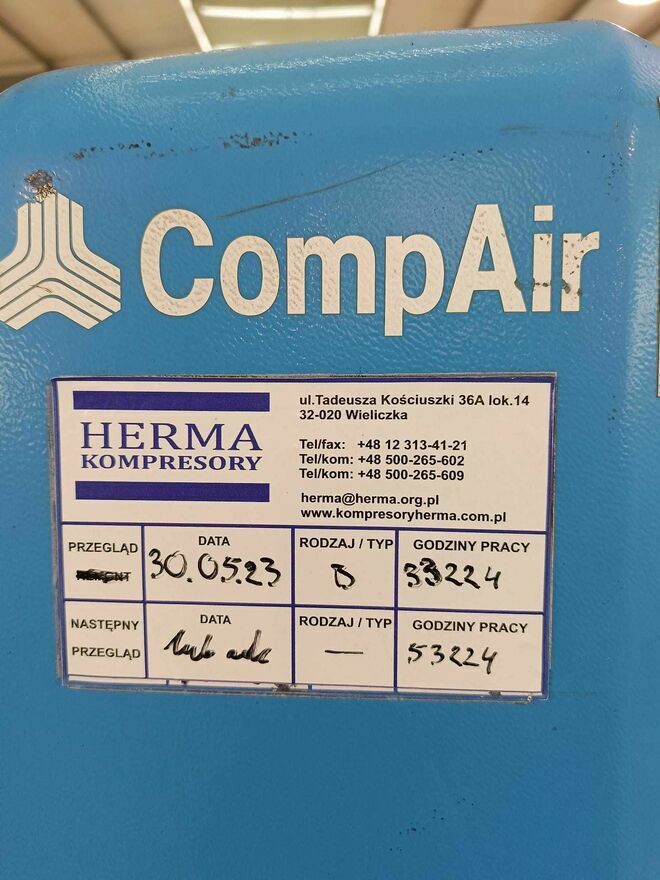 CompAir
HERMA
KOMPRESORY
ul.Tadeusza Kościuszki 36A lok.14
32-020 Wieliczka
Tel/fax: +48 12 313-41-21
Tel/kom: +48 500-265-602
Tel/kom: +48 500-265-609
herma@herma.org.pl
www.kompresoryherma.com.pl
PRZEGLĄD DATA RODZAJ / TYP GODZINY PRACY
30.05.23 33224
NASTĘPNY DATA RODZAJ / TYP GODZINY PRACY
PRZEGLĄD — 53224